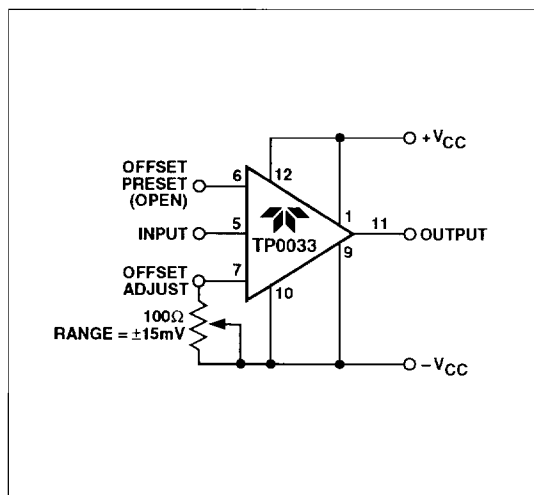 OFFSET
PRESET
(OPEN)
6
12
+VCC
INPUT
5
TP0033
1
11
OUTPUT
9
OFFSET
ADJUST
7
10
100Ω
RANGE = ±15mV
−VCC